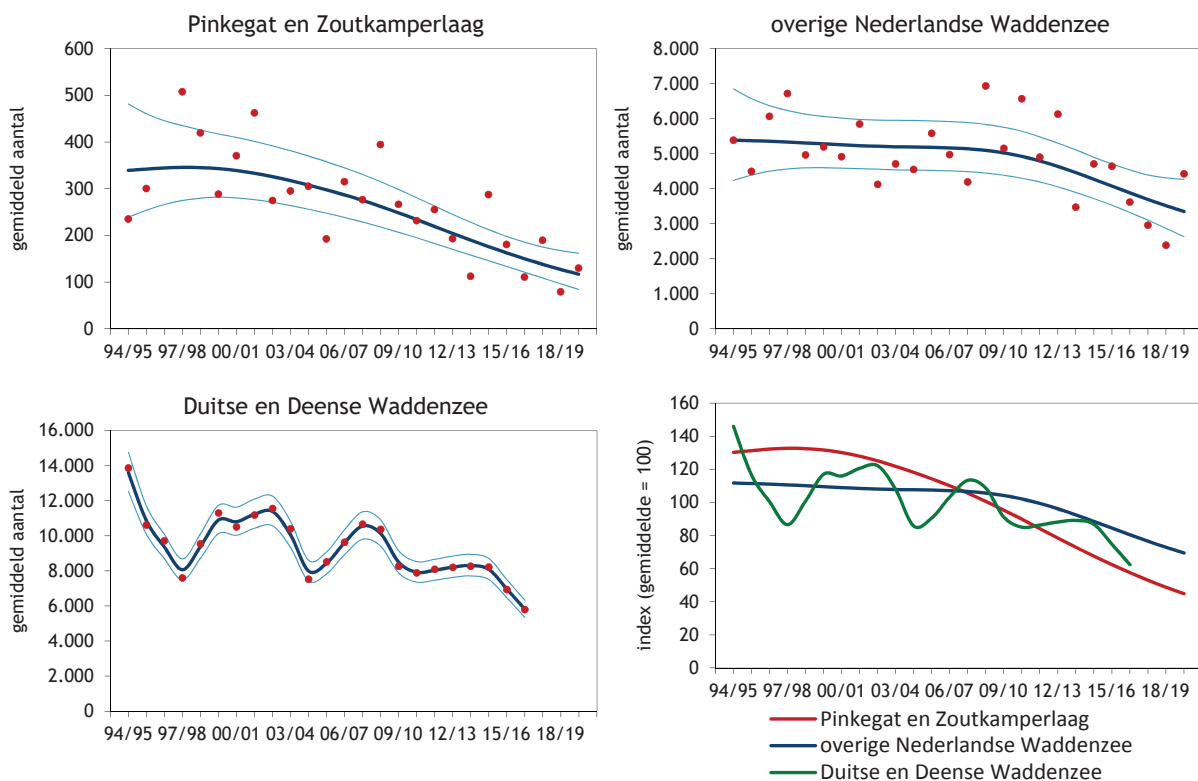 Pinkegat en Zoutkamperlaag
gemiddeld aantal
600
500
400
300
200
100
0
94/95 97/98 00/01 03/04 06/07 09/10 12/13 15/16 18/19
overige Nederlandse Waddenzee
gemiddeld aantal
8.000
7.000
6.000
5.000
4.000
3.000
2.000
1.000
0
94/95 97/98 00/01 03/04 06/07 09/10 12/13 15/16 18/19
Duitse en Deense Waddenzee
gemiddeld aantal
16.000
14.000
12.000
10.000
8.000
6.000
4.000
2.000
0
94/95 97/98 00/01 03/04 06/07 09/10 12/13 15/16 18/19
index (gemiddelde = 100)
160
140
120
100
80
60
40
20
0
94/95 97/98 00/01 03/04 06/07 09/10 12/13 15/16 18/19
Pinkegat en Zoutkamperlaag
overige Nederlandse Waddenzee
Duitse en Deense Waddenzee